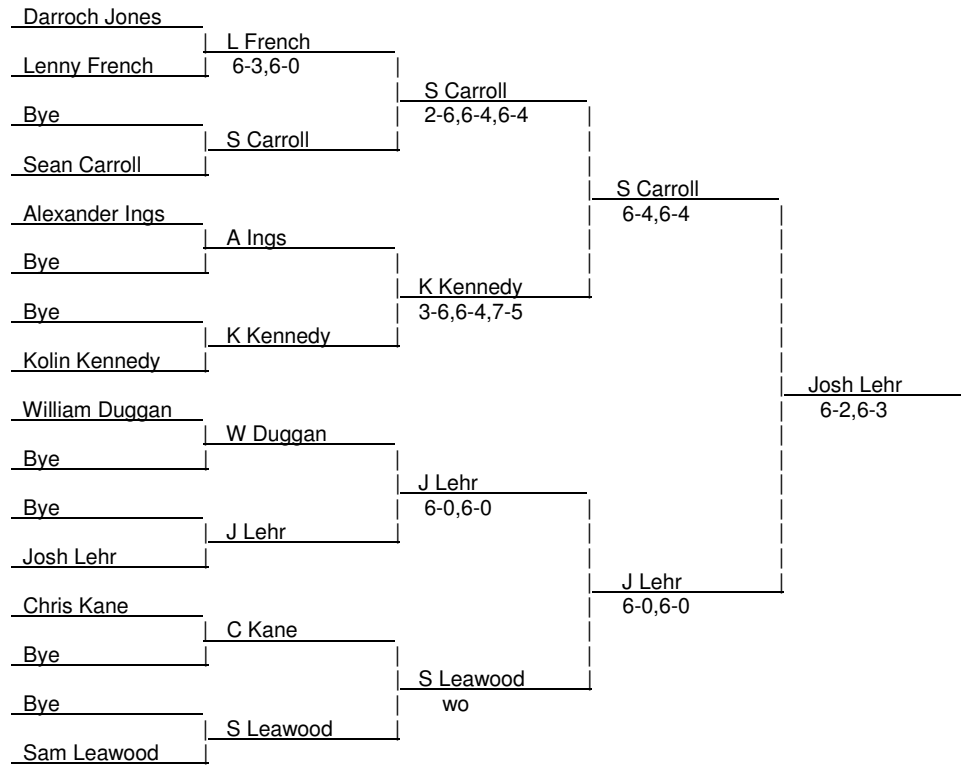 Darroch Jones
L French
Lenny French
6-3,6-0
S Carroll
Bye
2-6,6-4,6-4
S Carroll
Sean Carroll
S Carroll
Alexander Ings
6-4,6-4
A Ings
Bye
K Kennedy
Bye
3-6,6-4,7-5
K Kennedy
Kolin Kennedy
Josh Lehr
William Duggan
6-2,6-3
W Duggan
Bye
J Lehr
Bye
6-0,6-0
J Lehr
Josh Lehr
J Lehr
Chris Kane
6-0,6-0
C Kane
Bye
S Leawood
Bye
wo
S Leawood
Sam Leawood